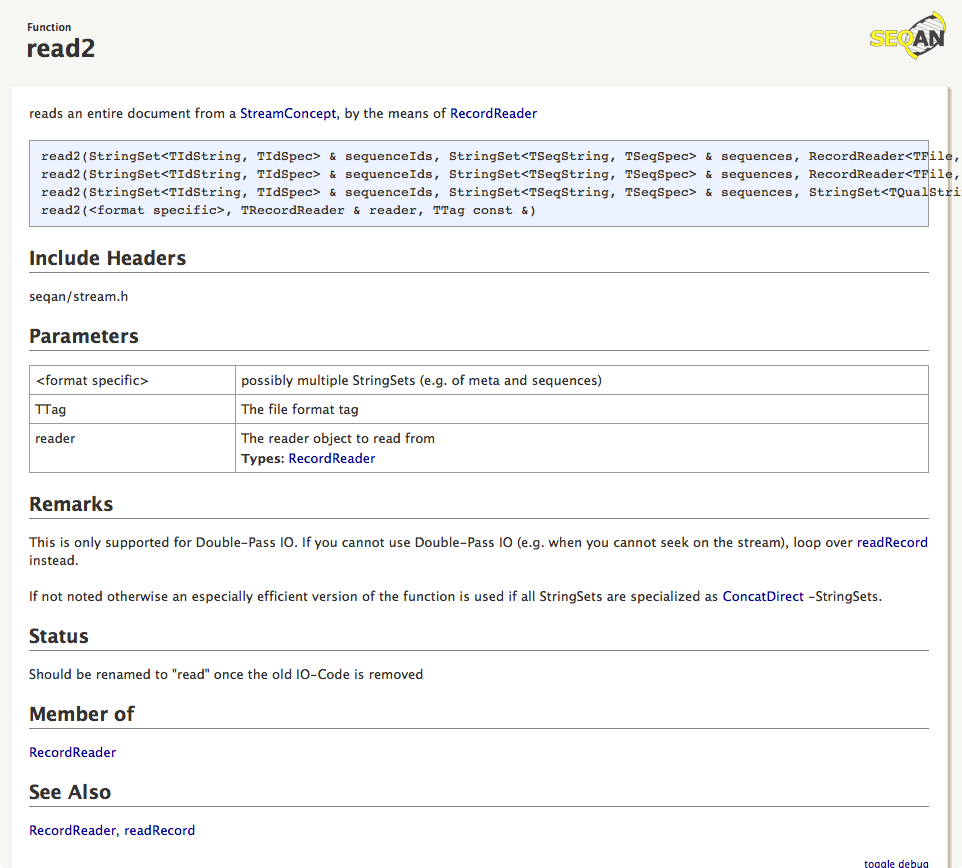 Function
read2
SEQAN
reads an entire document from a StreamConcept, by the means of RecordReader
read2(StringSet<TIdString, TIdSpec> & sequenceIds, StringSet<TSeqString, TSeqSpec> & sequences, RecordReader<TFile,
read2(StringSet<TIdString, TIdSpec> & sequenceIds, StringSet<TSeqString, TSeqSpec> & sequences, RecordReader<TFile,
read2(StringSet<TIdString, TIdSpec> & sequenceIds, StringSet<TSeqString, TSeqSpec> & sequences, StringSet<TQualStri
read2(<format specific>, TRecordReader & reader, TTag const &)
Include Headers
seqan/stream.h
Parameters
<format specific> possibly multiple StringSets (e.g. of meta and sequences)
TTag The file format tag
reader The reader object to read from
Types: RecordReader
Remarks
This is only supported for Double-Pass IO. If you cannot use Double-Pass IO (e.g. when you cannot seek on the stream), loop over readRecord
instead.
If not noted otherwise an especially efficient version of the function is used if all StringSets are specialized as ConcatDirect -StringSets.
Status
Should be renamed to "read" once the old IO-Code is removed
Member of
RecordReader
See Also
RecordReader, readRecord
toggle debug